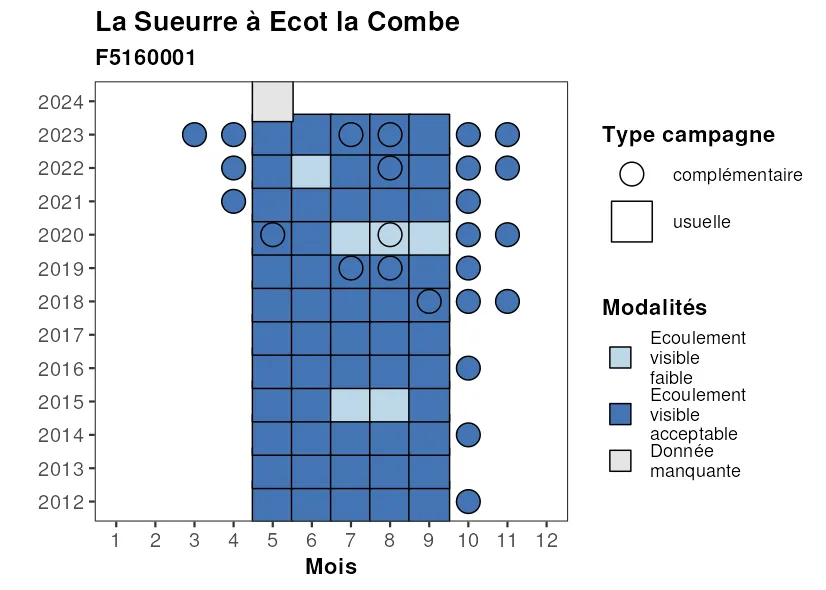 La Sueurre à Ecot la Combe
F5160001
2024
2023
2022
2021
2020
2019
2018
2017
2016
2015
2014
2013
2012
1 2 3 4 5 6 7 8 9 10 11 12
Mois
Type campagne
complémentaire
usuelle
Modalités
Ecoulement
visible
faible
Ecoulement
visible
acceptable
Donnée
manquante